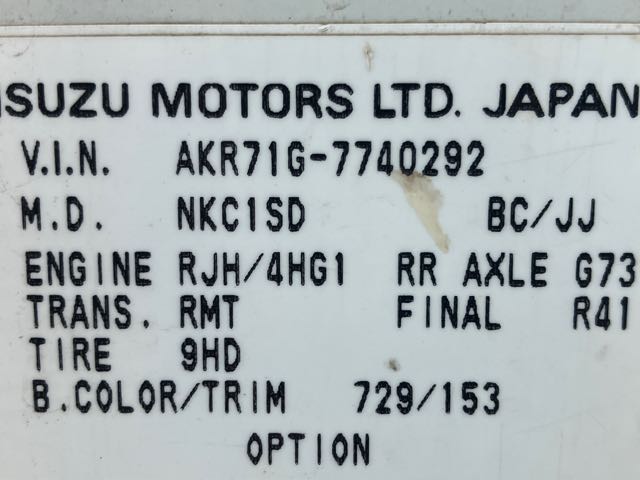 ISUZU MOTORS LTD. JAPAN
V.I.N. AKR71G-7740292
M.D. NKC1SD BC/JJ
ENGINE RJH/4HG1 RR AXLE G73
TRANS. RMT FINAL R41
TIRE 9HD
B.COLOR/TRIM 729/153
OPTION